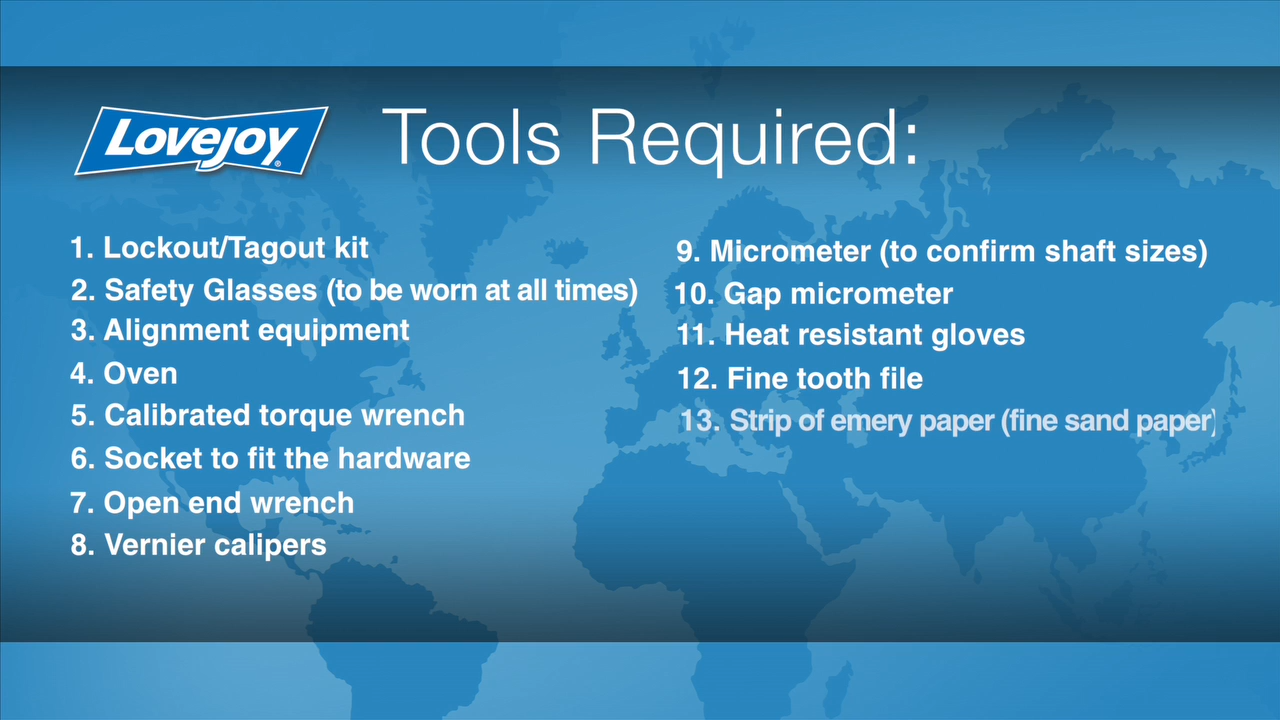 Lovejoy®
Tools Required:
1. Lockout/Tagout kit
2. Safety Glasses (to be worn at all times)
3. Alignment equipment
4. Oven
5. Calibrated torque wrench
6. Socket to fit the hardware
7. Open end wrench
8. Vernier calipers
9. Micrometer (to confirm shaft sizes)
10. Gap micrometer
11. Heat resistant gloves
12. Fine tooth file
13. Strip of emery paper (fine sand paper)